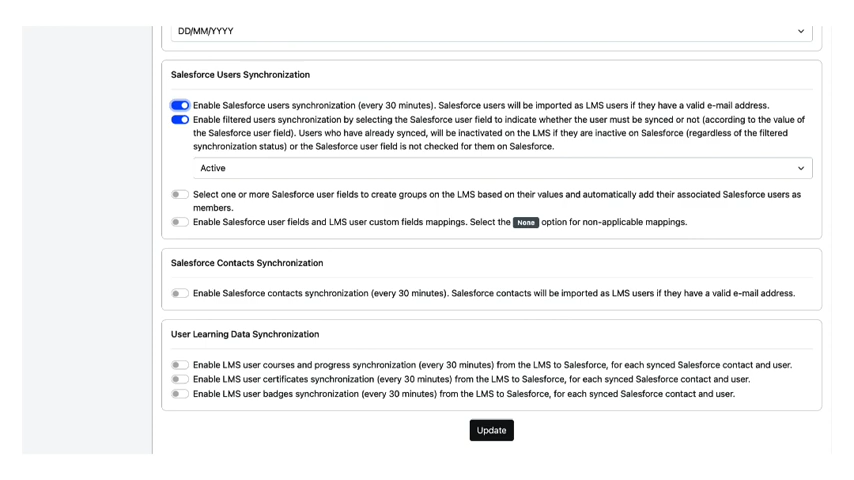 DD/MM/YYYY
Salesforce Users Synchronization
Enable Salesforce users synchronization (every 30 minutes). Salesforce users will be imported as LMS users if they have a valid e-mail address.
Enable filtered users synchronization by selecting the Salesforce user field to indicate whether the user must be synced or not (according to the value of
the Salesforce user field). Users who have already synced, will be inactivated on the LMS if they are inactive on Salesforce (regardless of the filtered
synchronization status) or the Salesforce user field is not checked for them on Salesforce.
Active
Select one or more Salesforce user fields to create groups on the LMS based on their values and automatically add their associated Salesforce users as
members.
Enable Salesforce user fields and LMS user custom fields mappings. Select the None option for non-applicable mappings.
Salesforce Contacts Synchronization
Enable Salesforce contacts synchronization (every 30 minutes). Salesforce contacts will be imported as LMS users if they have a valid e-mail address.
User Learning Data Synchronization
Enable LMS user courses and progress synchronization (every 30 minutes) from the LMS to Salesforce, for each synced Salesforce contact and user.
Enable LMS user certificates synchronization (every 30 minutes) from the LMS to Salesforce, for each synced Salesforce contact and user.
Enable LMS user badges synchronization (every 30 minutes) from the LMS to Salesforce, for each synced Salesforce contact and user.
Update